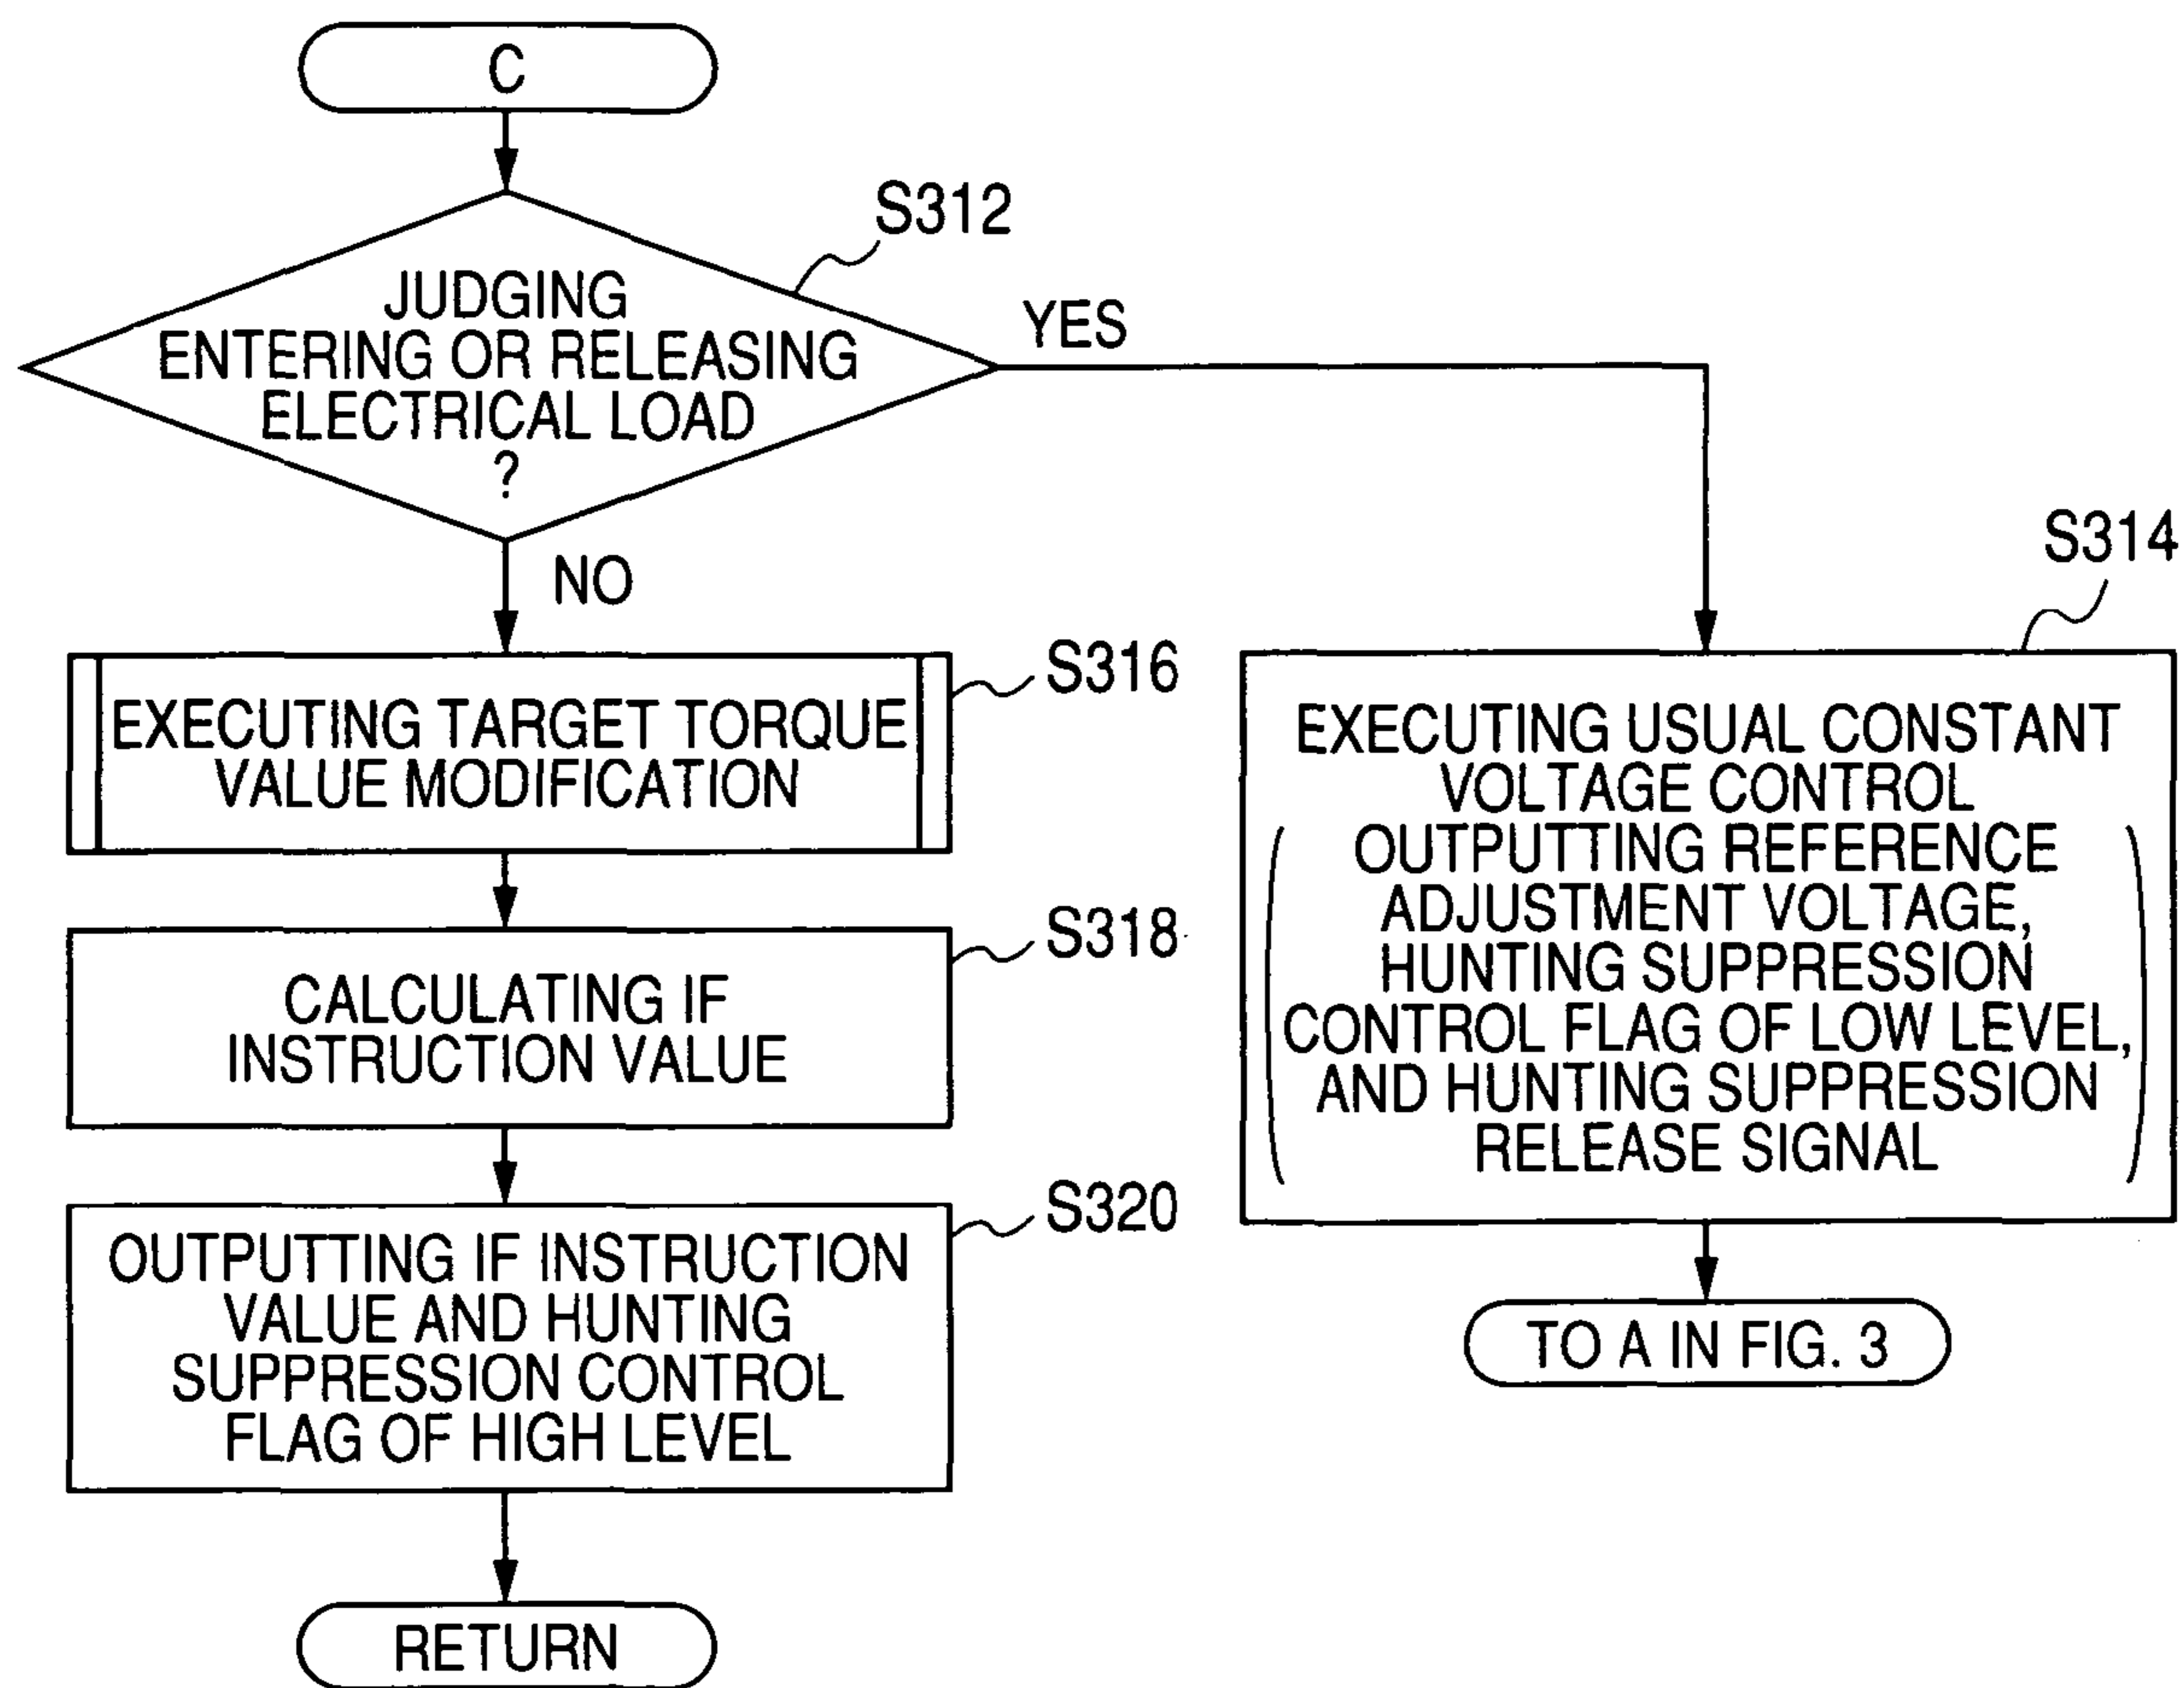 C
S312
JUDGING
ENTERING OR RELEASING
ELECTRICAL LOAD
?
YES
NO
S314
S316
EXECUTING TARGET TORQUE
VALUE MODIFICATION
S318
CALCULATING IF
INSTRUCTION VALUE
S320
OUTPUTTING IF INSTRUCTION
VALUE AND HUNTING
SUPPRESSION CONTROL
FLAG OF HIGH LEVEL
RETURN
EXECUTING USUAL CONSTANT
VOLTAGE CONTROL
OUTPUTTING REFERENCE
ADJUSTMENT VOLTAGE,
HUNTING SUPPRESSION
CONTROL FLAG OF LOW LEVEL,
AND HUNTING SUPPRESSION
RELEASE SIGNAL
TO A IN FIG. 3